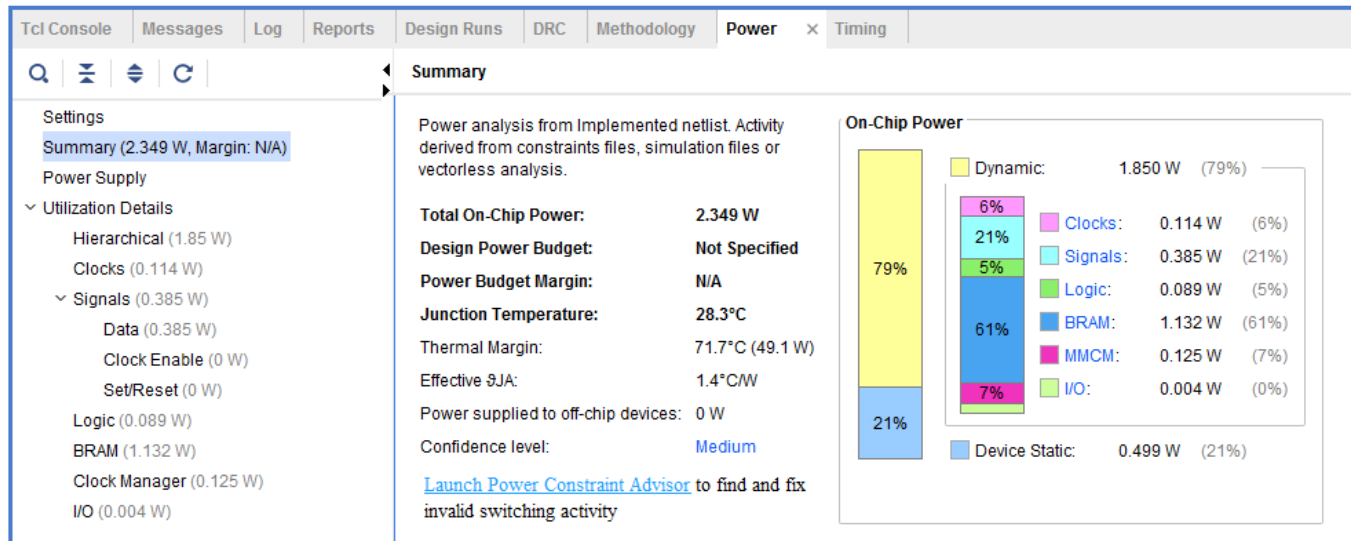 Tcl Console Messages Log Reports Design Runs DRC Methodology Power × Timing
Summary
Settings
Summary (2.349 W, Margin: N/A)
Power Supply
Utilization Details
Hierarchical (1.85 W)
Clocks (0.114 W)
Signals (0.385 W)
Data (0.385 W)
Clock Enable (0 W)
Set/Reset (0 W)
Logic (0.089 W)
BRAM (1.132 W)
Clock Manager (0.125 W)
I/O (0.004 W)
Power analysis from Implemented netlist. Activity
derived from constraints files, simulation files or
vectorless analysis.
Total On-Chip Power: 2.349 W
Design Power Budget: Not Specified
Power Budget Margin: N/A
Junction Temperature: 28.3°C
Thermal Margin: 71.7°C (49.1 W)
Effective ϑJA: 1.4°C/W
Power supplied to off-chip devices: 0 W
Confidence level: Medium
Launch Power Constraint Advisor to find and fix
invalid switching activity
On-Chip Power
79%
21%
Dynamic: 1.850 W (79%)
6%
21%
5%
61%
7%
Clocks: 0.114 W (6%)
Signals: 0.385 W (21%)
Logic: 0.089 W (5%)
BRAM: 1.132 W (61%)
MMCM: 0.125 W (7%)
I/O: 0.004 W (0%)
Device Static: 0.499 W (21%)